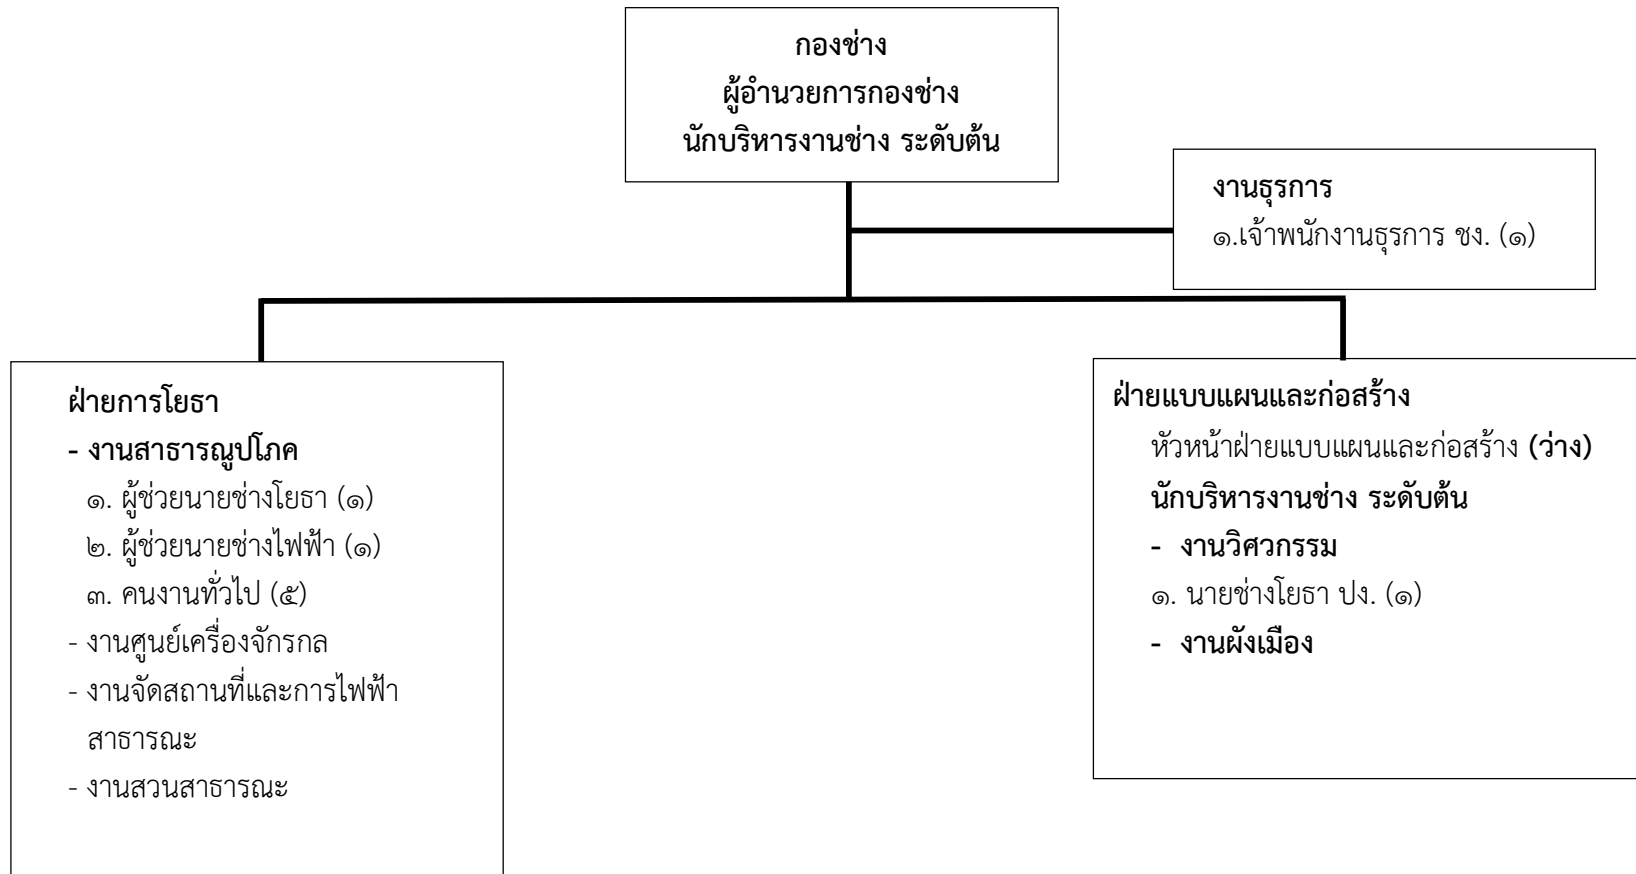 กองช่าง
ผู้อำนวยการกองช่าง
นักบริหารงานช่าง ระดับต้น
งานธุรการ
๑.เจ้าพนักงานธุรการ ชง. (๑)
ฝ่ายการโยธา
- งานสาธารณูปโภค
๑. ผู้ช่วยนายช่างโยธา (๑)
๒. ผู้ช่วยนายช่างไฟฟ้า (๑)
๓. คนงานทั่วไป (๕)
- งานศูนย์เครื่องจักรกล
- งานจัดสถานที่และการไฟฟ้า
สาธารณะ
- งานสวนสาธารณะ
ฝ่ายแบบแผนและก่อสร้าง
หัวหน้าฝ่ายแบบแผนและก่อสร้าง (ว่าง)
นักบริหารงานช่าง ระดับต้น
- งานวิศวกรรม
๑. นายช่างโยธา ปง. (๑)
- งานผังเมือง